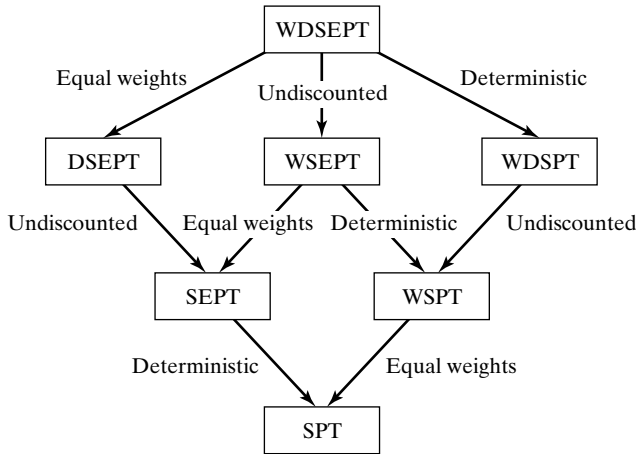 WDSEPT
Equal weights
Undiscounted
Deterministic
DSEPT
WSEPT
WDSPT
Undiscounted
Equal weights
Deterministic
Undiscounted
SEPT
WSPT
Deterministic
Equal weights
SPT